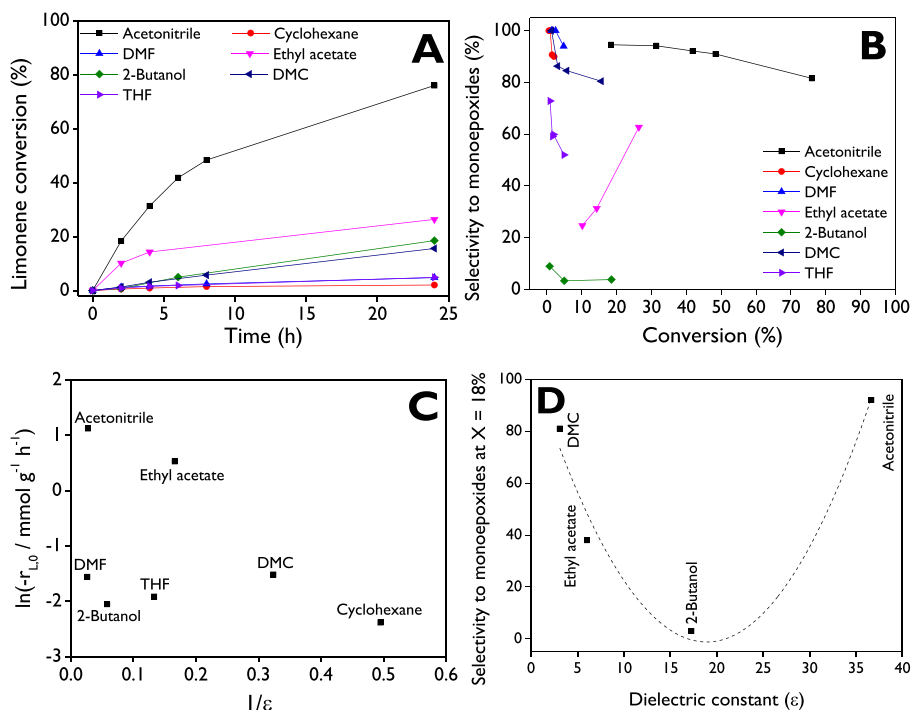 A
Acetonitrile
Cyclohexane
DMF
Ethyl acetate
2-Butanol
DMC
THF
100
80
60
40
20
0
Limonene conversion (%)
0 5 10 15 20 25
Time (h)
B
Acetonitrile
Cyclohexane
DMF
Ethyl acetate
2-Butanol
DMC
THF
100
80
60
40
20
0
Selectivity to monoepoxides (%)
0 10 20 30 40 50 60 70 80 90 100
Conversion (%)
C
2
1
0
-1
-2
-3
ln(-r_L,0 / mmol g⁻¹ h⁻¹)
Acetonitrile
Ethyl acetate
DMF
2-Butanol
THF
DMC
Cyclohexane
0.0 0.1 0.2 0.3 0.4 0.5 0.6
1/ε
D
100
80
60
40
20
0
Selectivity to monoepoxides at X = 18%
DMC
Ethyl acetate
2-Butanol
Acetonitrile
0 5 10 15 20 25 30 35 40
Dielectric constant (ε)